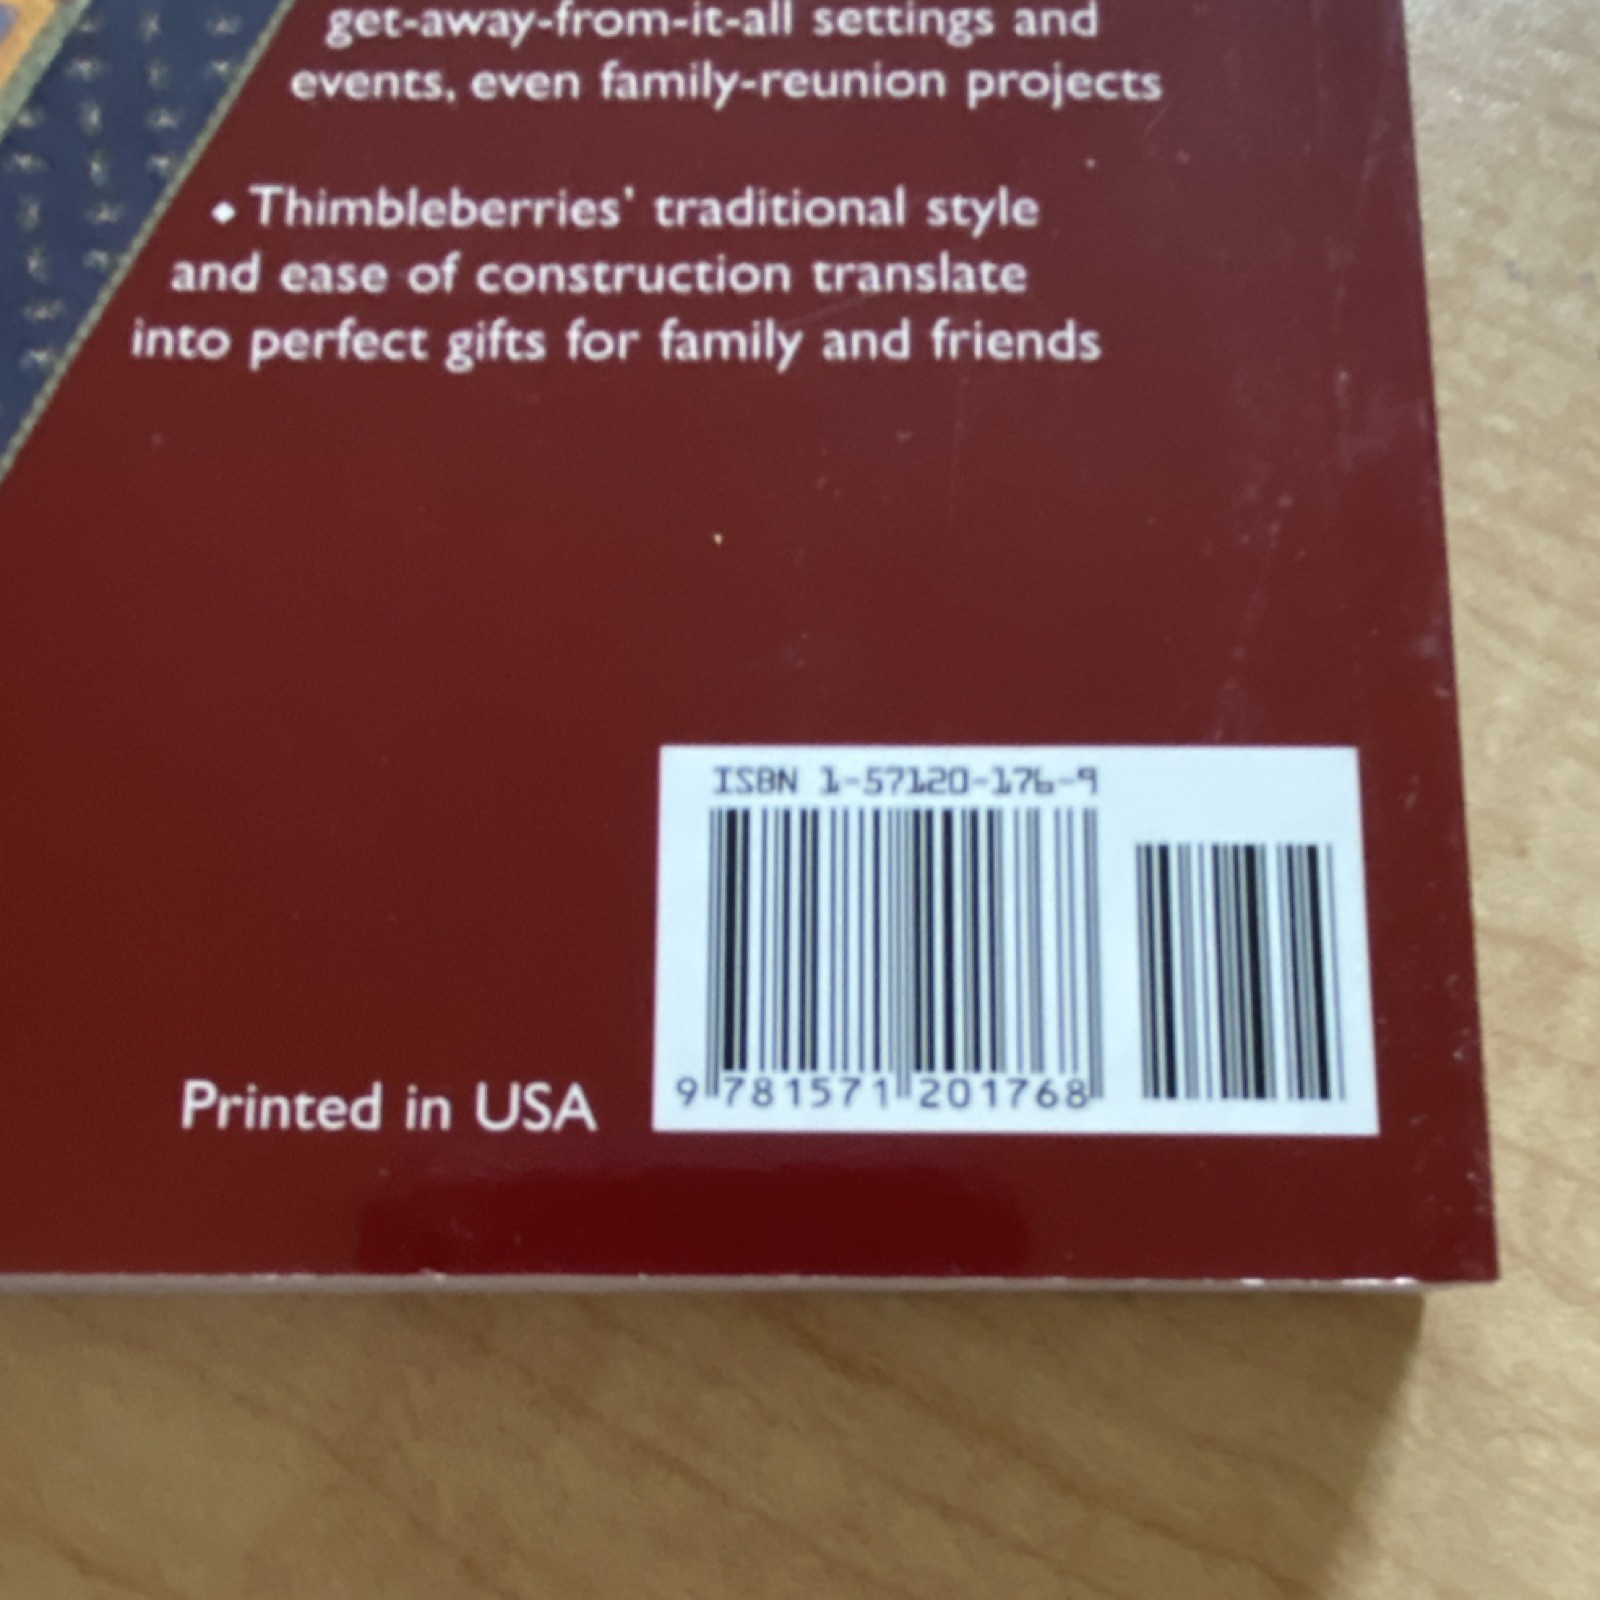 get-away-from-it-all settings and
events, even family-reunion projects
◆ Thimbleberries' traditional style
and ease of construction translate
into perfect gifts for family and friends
ISBN 1-57120-176-9
9 781571 201768
Printed in USA